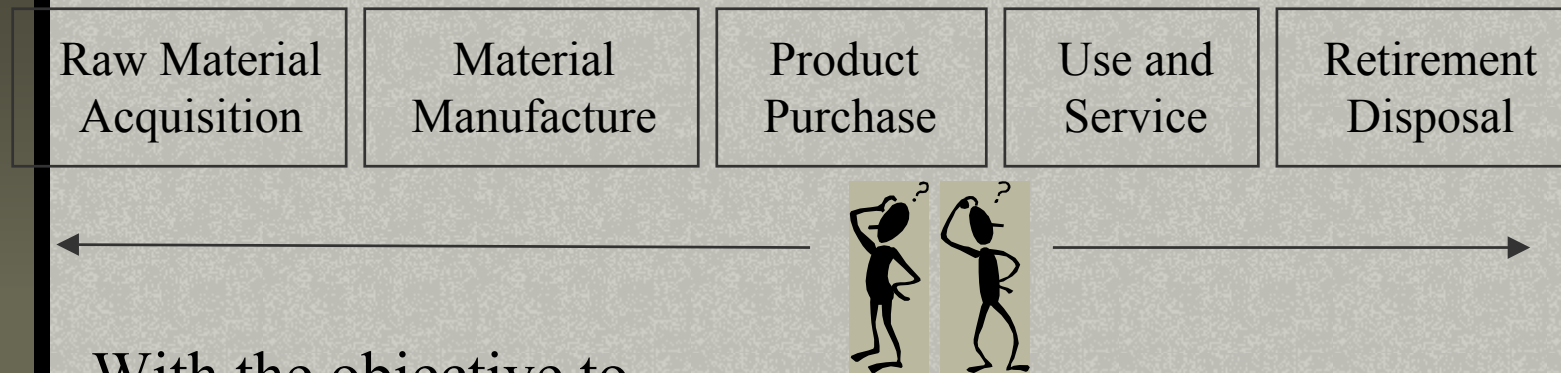 Raw Material
Acquisition
Material
Manufacture
Product
Purchase
Use and
Service
Retirement
Disposal
? ?
With the objective to